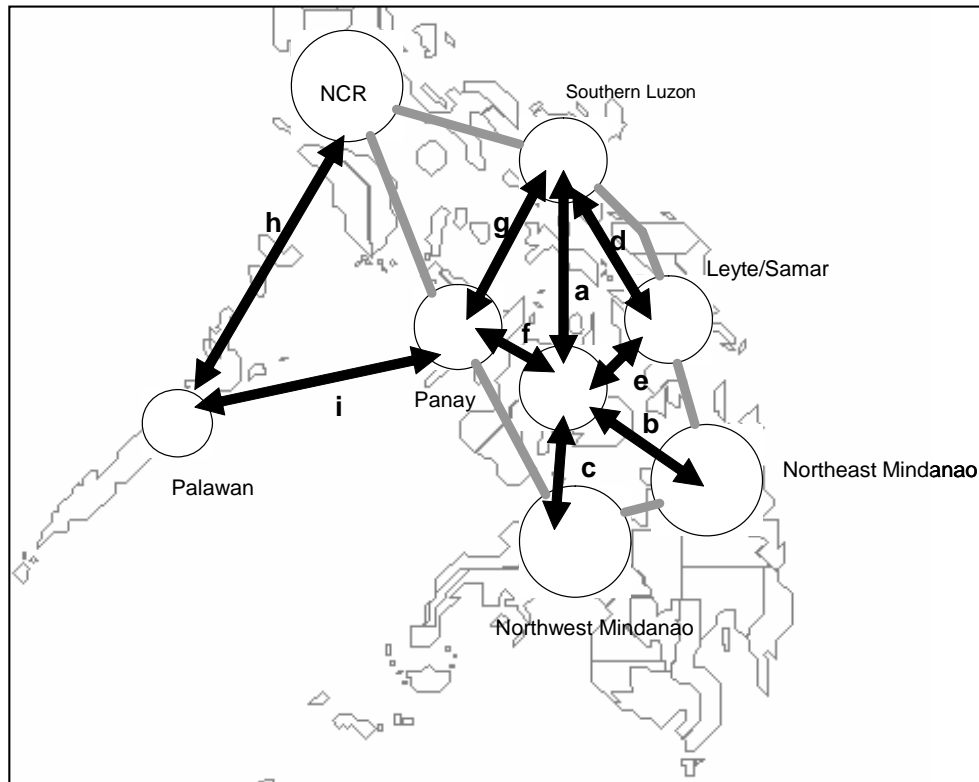 Southern Luzon
NCR
h
g
d
Leyte/Samar
a
f
e
Panay
i
b
Northeast Mindanao
c
Palawan
Northwest Mindanao